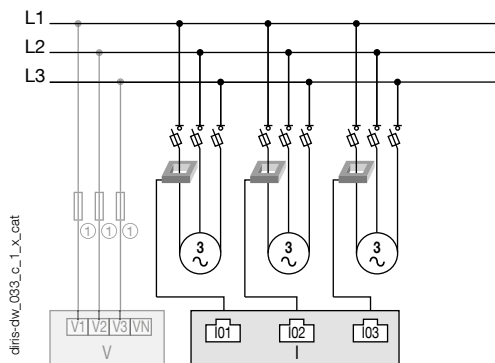 L1
L2
L3
1 1 1
3 ~ 3 ~ 3 ~
V1 V2 V3 VN
V
I01 I02 I03
I
diris-dw_033_c_1_x_cat